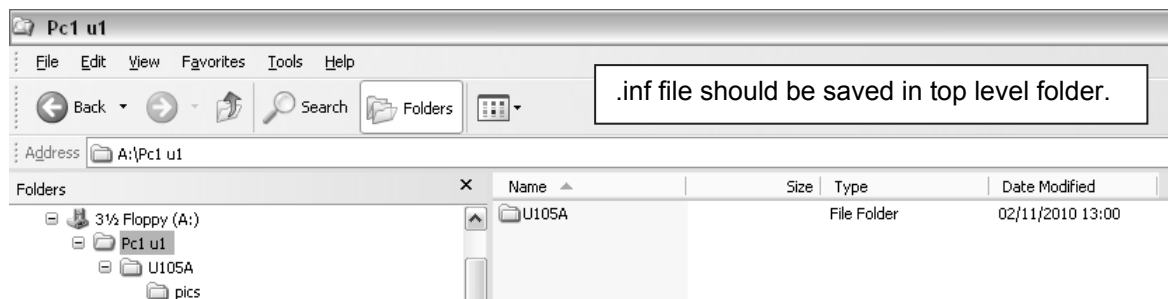 Pc1 u1
File Edit View Favorites Tools Help
.inf file should be saved in top level folder.
Back Search Folders
Address A:\Pc1 u1
Folders × Name Size Type Date Modified
3½ Floppy (A:) U105A File Folder 02/11/2010 13:00
Pc1 u1
U105A
pics